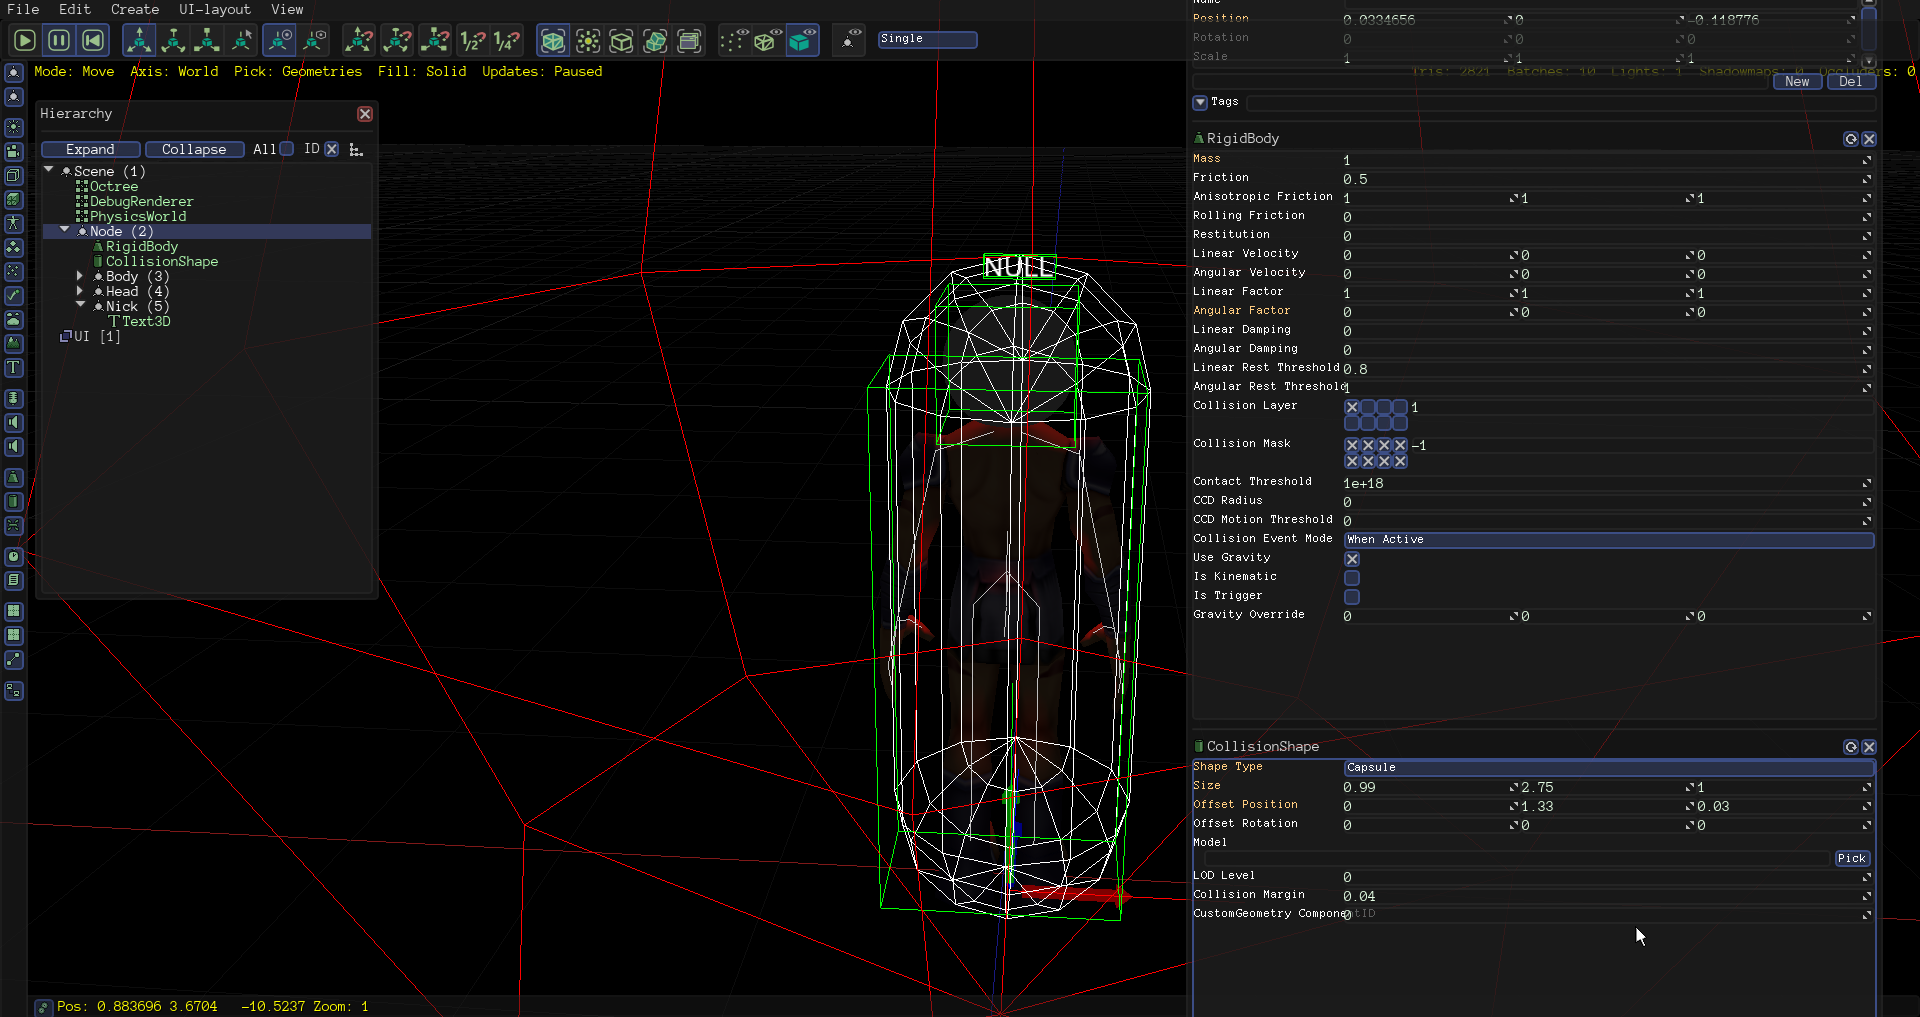 File Edit Create UI-layout View
1/2? 1/4? Single
Mode: Move Axis: World Pick: Geometries Fill: Solid Updates: Paused
Tris: 2821 Batches: 10 Lights: 1 Shadowmaps: 0 Occluders: 0
Hierarchy
Expand Collapse All ID
Scene (1)
Octree
DebugRenderer
PhysicsWorld
Node (2)
RigidBody
CollisionShape
Body (3)
Head (4)
Nick (5)
Text3D
UI [1]
NULL
Pos: 0.883696 3.6704 -10.5237 Zoom: 1
Name
Position 0.0334656 0 -0.118776
Rotation 0 0 0
Scale 1 1 1
New Del
Tags
RigidBody
Mass 1
Friction 0.5
Anisotropic Friction 1 1 1
Rolling Friction 0
Restitution 0
Linear Velocity 0 0 0
Angular Velocity 0 0 0
Linear Factor 1 1 1
Angular Factor 0 0 0
Linear Damping 0
Angular Damping 0
Linear Rest Threshold 0.8
Angular Rest Threshold 1
Collision Layer 1
Collision Mask -1
Contact Threshold 1e+18
CCD Radius 0
CCD Motion Threshold 0
Collision Event Mode When Active
Use Gravity
Is Kinematic
Is Trigger
Gravity Override 0 0 0
CollisionShape
Shape Type Capsule
Size 0.99 2.75 1
Offset Position 0 1.33 0.03
Offset Rotation 0 0 0
Model
Pick
LOD Level 0
Collision Margin 0.04
CustomGeometry ComponentID 0